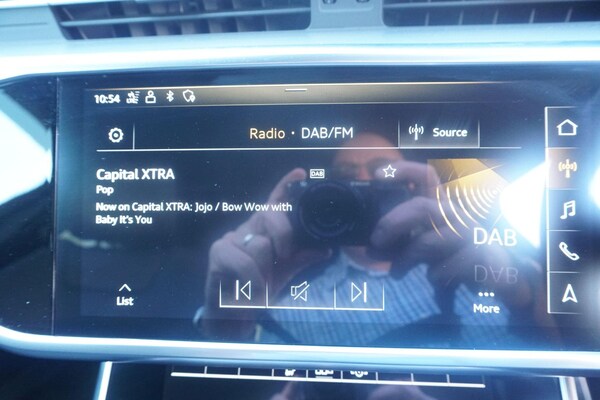 10:54
Radio · DAB/FM
Source
Capital XTRA
DAB
Pop
Now on Capital XTRA: Jojo / Bow Wow with
Baby It's You
DAB
List
More